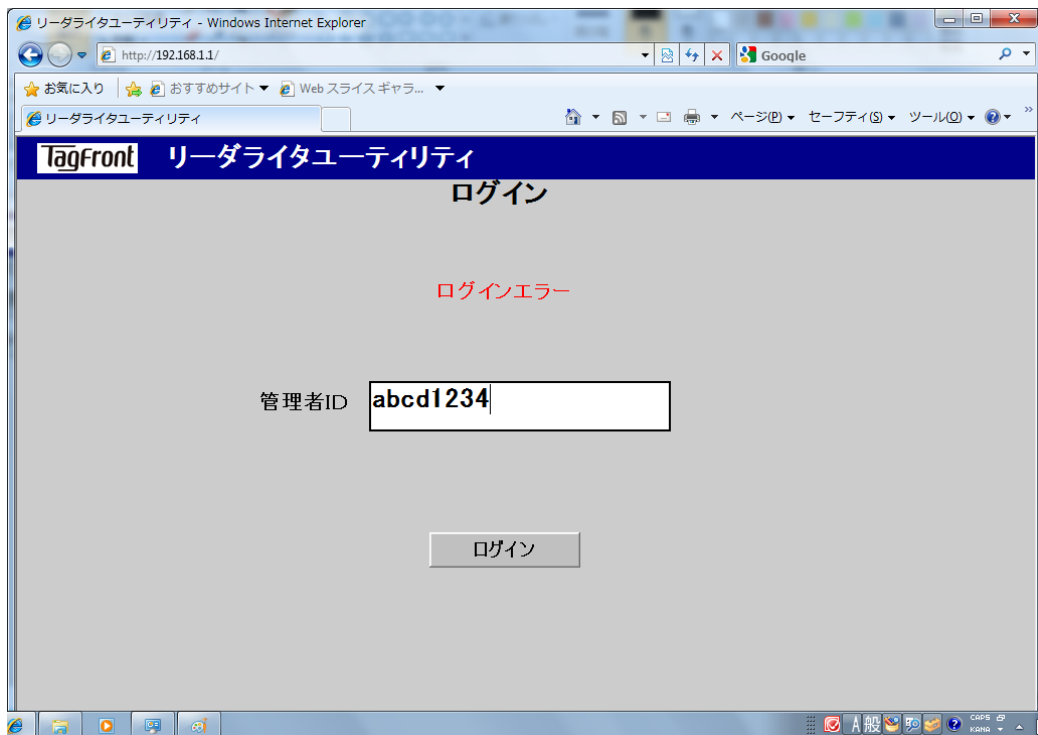 リーダライタユーティリティ - Windows Internet Explorer
http://192.168.1.1/
Google
お気に入り
おすすめサイト
Web スライス ギャラ...
リーダライタユーティリティ
ページ(P)
セーフティ(S)
ツール(O)
»
TagFront リーダライタユーティリティ
ログイン
ログインエラー
管理者ID abcd1234
ログイン
A 般
CAPS
KANA